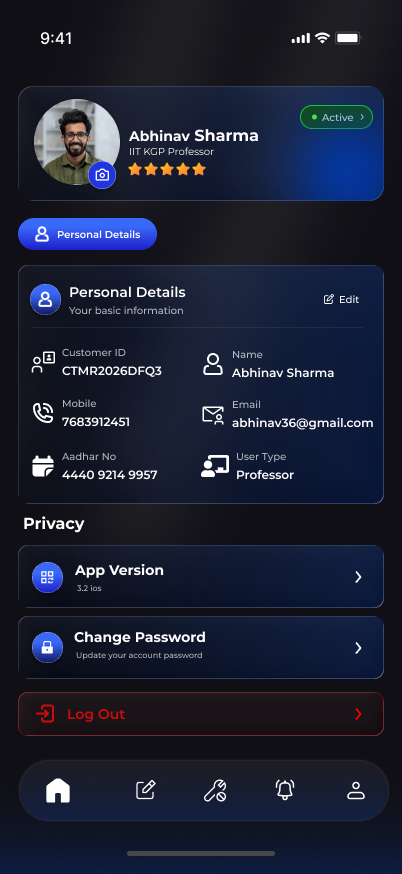 9:41
Abhinav Sharma
IIT KGP Professor
Active
Personal Details
Personal Details
Your basic information
Edit
Customer ID
CTMR2026DFQ3
Name
Abhinav Sharma
Mobile
7683912451
Email
abhinav36@gmail.com
Aadhar No
4440 9214 9957
User Type
Professor
Privacy
App Version
3.2 ios
Change Password
Update your account password
Log Out